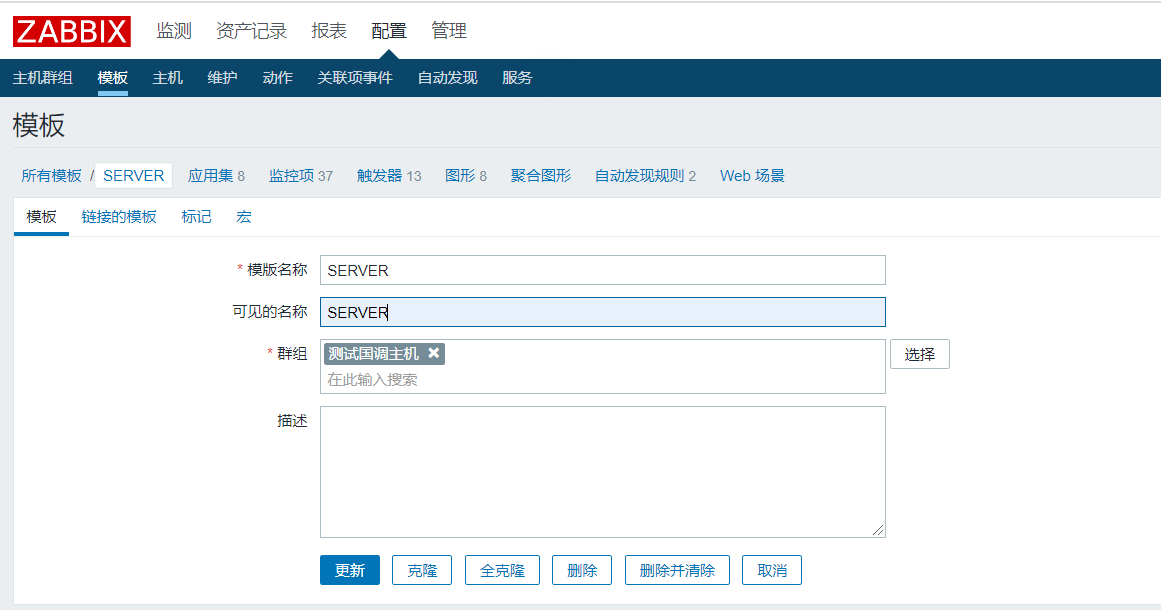 ZABBIX 监测 资产记录 报表 配置 管理
主机群组 模板 主机 维护 动作 关联项事件 自动发现 服务
模板
所有模板 / SERVER 应用集 8 监控项 37 触发器 13 图形 8 聚合图形 自动发现规则 2 Web 场景
模板 链接的模板 标记 宏
* 模版名称 SERVER
可见的名称 SERVER
* 群组 测试国调主机 ✖ 选择
在此输入搜索
描述
更新 克隆 全克隆 删除 删除并清除 取消